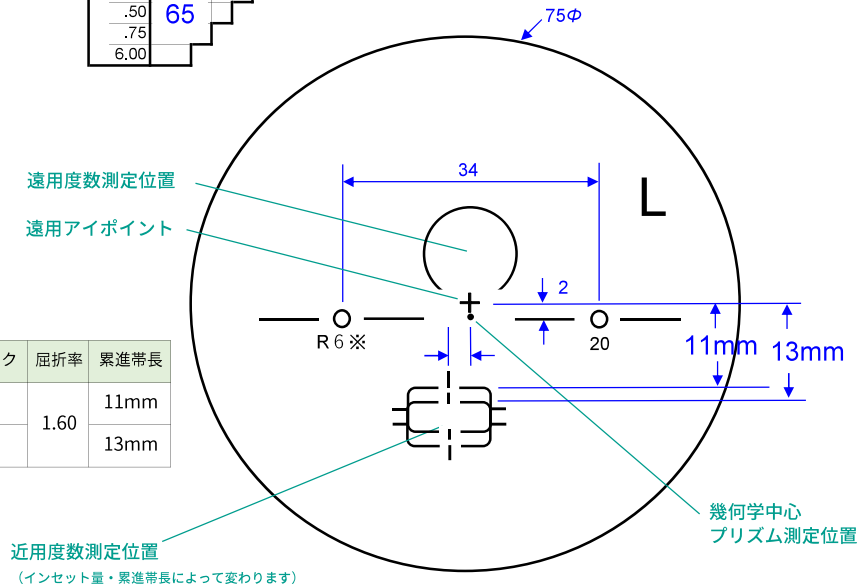 .50
65
.75
6.00
75Φ
34
L
遠用度数測定位置
遠用アイポイント
2
R６※
20
11mm
13mm
ク
屈折率
累進帯長
1.60
11mm
13mm
幾何学中心
プリズム測定位置
近用度数測定位置
（インセット量・累進帯長によって変わります）